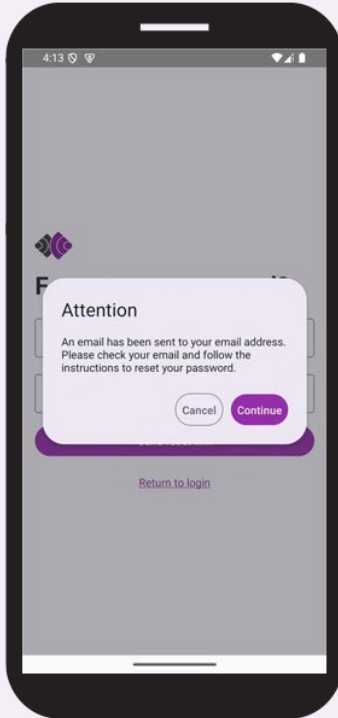 4:13
Attention
An email has been sent to your email address.
Please check your email and follow the
instructions to reset your password.
Cancel
Continue
Return to login